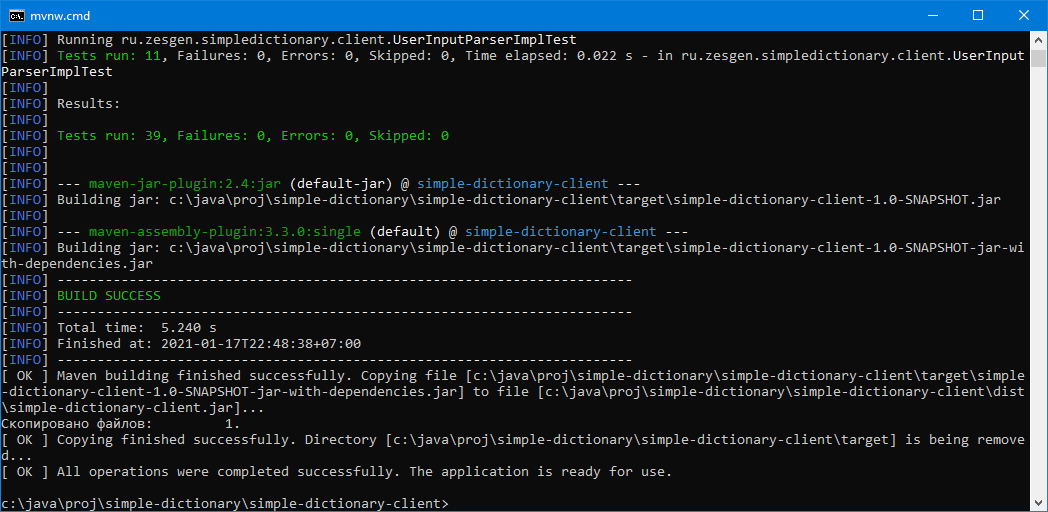 mvnw.cmd
[INFO] Running ru.zesgen.simpledictionary.client.UserInputParserImplTest
[INFO] Tests run: 11, Failures: 0, Errors: 0, Skipped: 0, Time elapsed: 0.022 s - in ru.zesgen.simpledictionary.client.UserInput
ParserImplTest
[INFO]
[INFO] Results:
[INFO]
[INFO] Tests run: 39, Failures: 0, Errors: 0, Skipped: 0
[INFO]
[INFO]
[INFO] --- maven-jar-plugin:2.4:jar (default-jar) @ simple-dictionary-client ---
[INFO] Building jar: c:\java\proj\simple-dictionary\simple-dictionary-client\target\simple-dictionary-client-1.0-SNAPSHOT.jar
[INFO]
[INFO] --- maven-assembly-plugin:3.3.0:single (default) @ simple-dictionary-client ---
[INFO] Building jar: c:\java\proj\simple-dictionary\simple-dictionary-client\target\simple-dictionary-client-1.0-SNAPSHOT-jar-wi
th-dependencies.jar
[INFO] ------------------------------------------------------------------------
[INFO] BUILD SUCCESS
[INFO] ------------------------------------------------------------------------
[INFO] Total time:  5.240 s
[INFO] Finished at: 2021-01-17T22:48:38+07:00
[INFO] ------------------------------------------------------------------------
[ OK ] Maven building finished successfully. Copying file [c:\java\proj\simple-dictionary\simple-dictionary-client\target\simple
-dictionary-client-1.0-SNAPSHOT-jar-with-dependencies.jar] to file [c:\java\proj\simple-dictionary\simple-dictionary-client\dist
\simple-dictionary-client.jar]...
Скопировано файлов:         1.
[ OK ] Copying finished successfully. Directory [c:\java\proj\simple-dictionary\simple-dictionary-client\target] is being remove
d...
[ OK ] All operations were completed successfully. The application is ready for use.
c:\java\proj\simple-dictionary\simple-dictionary-client>